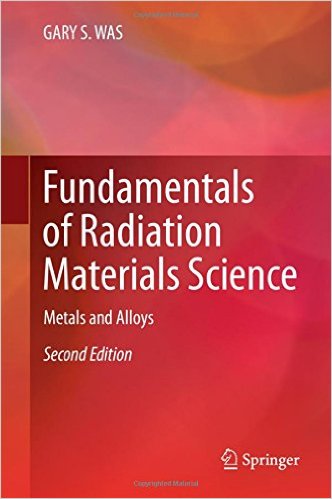 GARY S. WAS
Fundamentals
of Radiation
Materials Science
Metals and Alloys
Second Edition
Springer